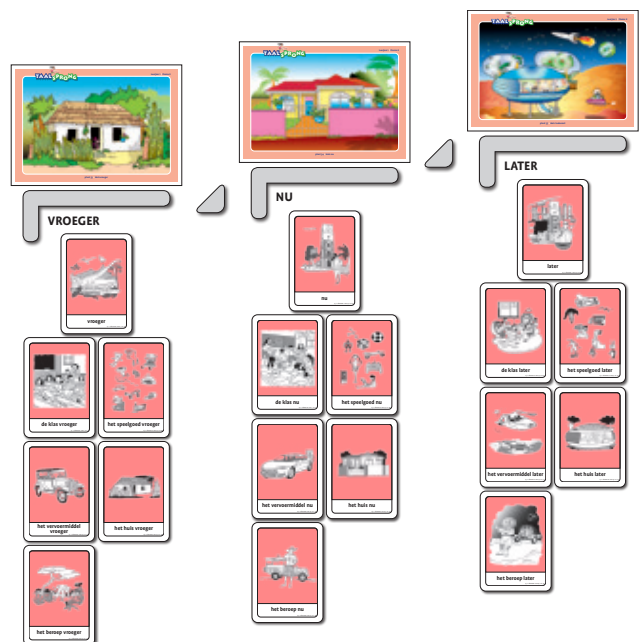 TAALSPRONG
TAALSPRONG
TAALSPRONG
VROEGER
NU
LATER
vroeger
nu
later
de klas vroeger
het speelgoed vroeger
de klas nu
het speelgoed nu
de klas later
het speelgoed later
het vervoermiddel
vroeger
het huis vroeger
het vervoermiddel nu
het huis nu
het vervoermiddel later
het huis later
het beroep vroeger
het beroep nu
het beroep later